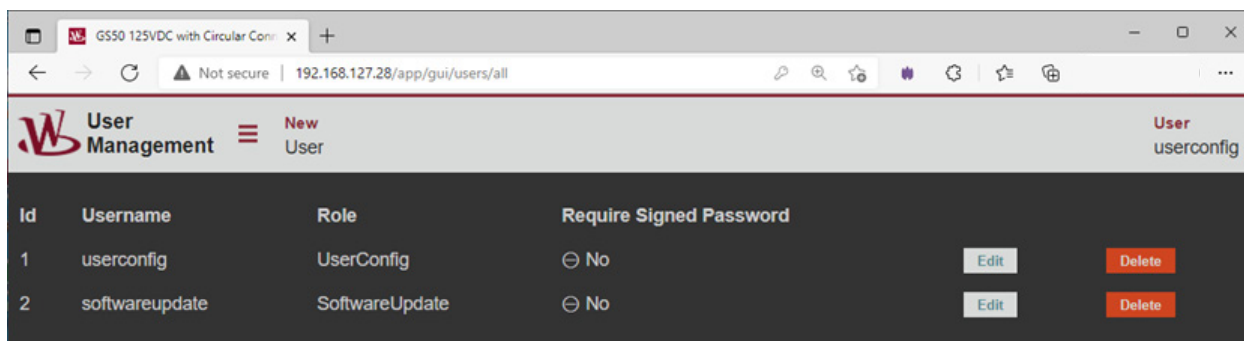 GS50 125VDC with Circular Conn
Not secure | 192.168.127.28/app/gui/users/all
User Management
New User
User userconfig
Id Username Role Require Signed Password
1 userconfig UserConfig No Edit Delete
2 softwareupdate SoftwareUpdate No Edit Delete